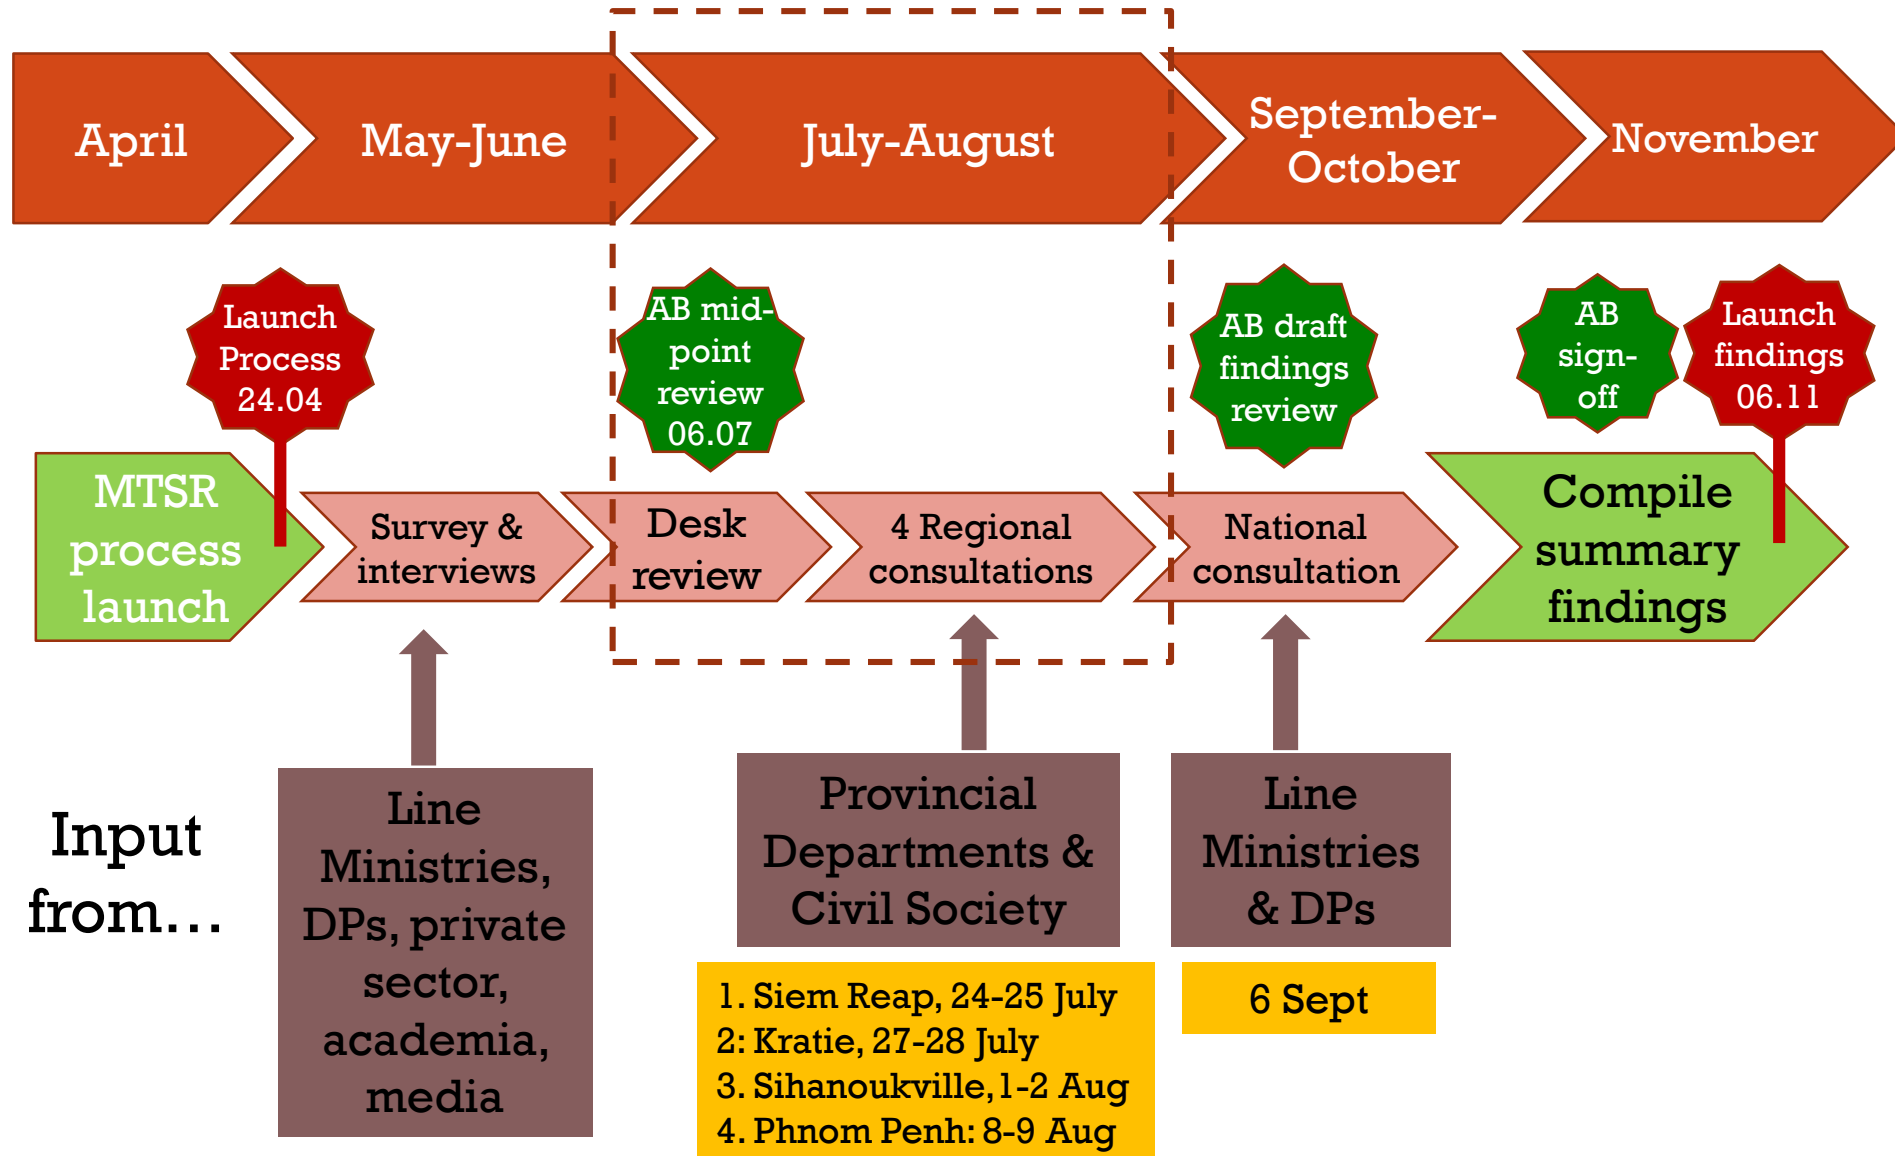 April
May-June
July-August
September-
October
November
Launch
Process
24.04
AB mid-
point
review
06.07
AB draft
findings
review
AB
sign-
off
Launch
findings
06.11
MTSR
process
launch
Survey &
interviews
Desk
review
4 Regional
consultations
National
consultation
Compile
summary
findings
Input
from…
Line
Ministries,
DPs, private
sector,
academia,
media
Provincial
Departments &
Civil Society
Line
Ministries
& DPs
1. Siem Reap, 24-25 July
2: Kratie, 27-28 July
3. Sihanoukville, 1-2 Aug
4. Phnom Penh: 8-9 Aug
6 Sept